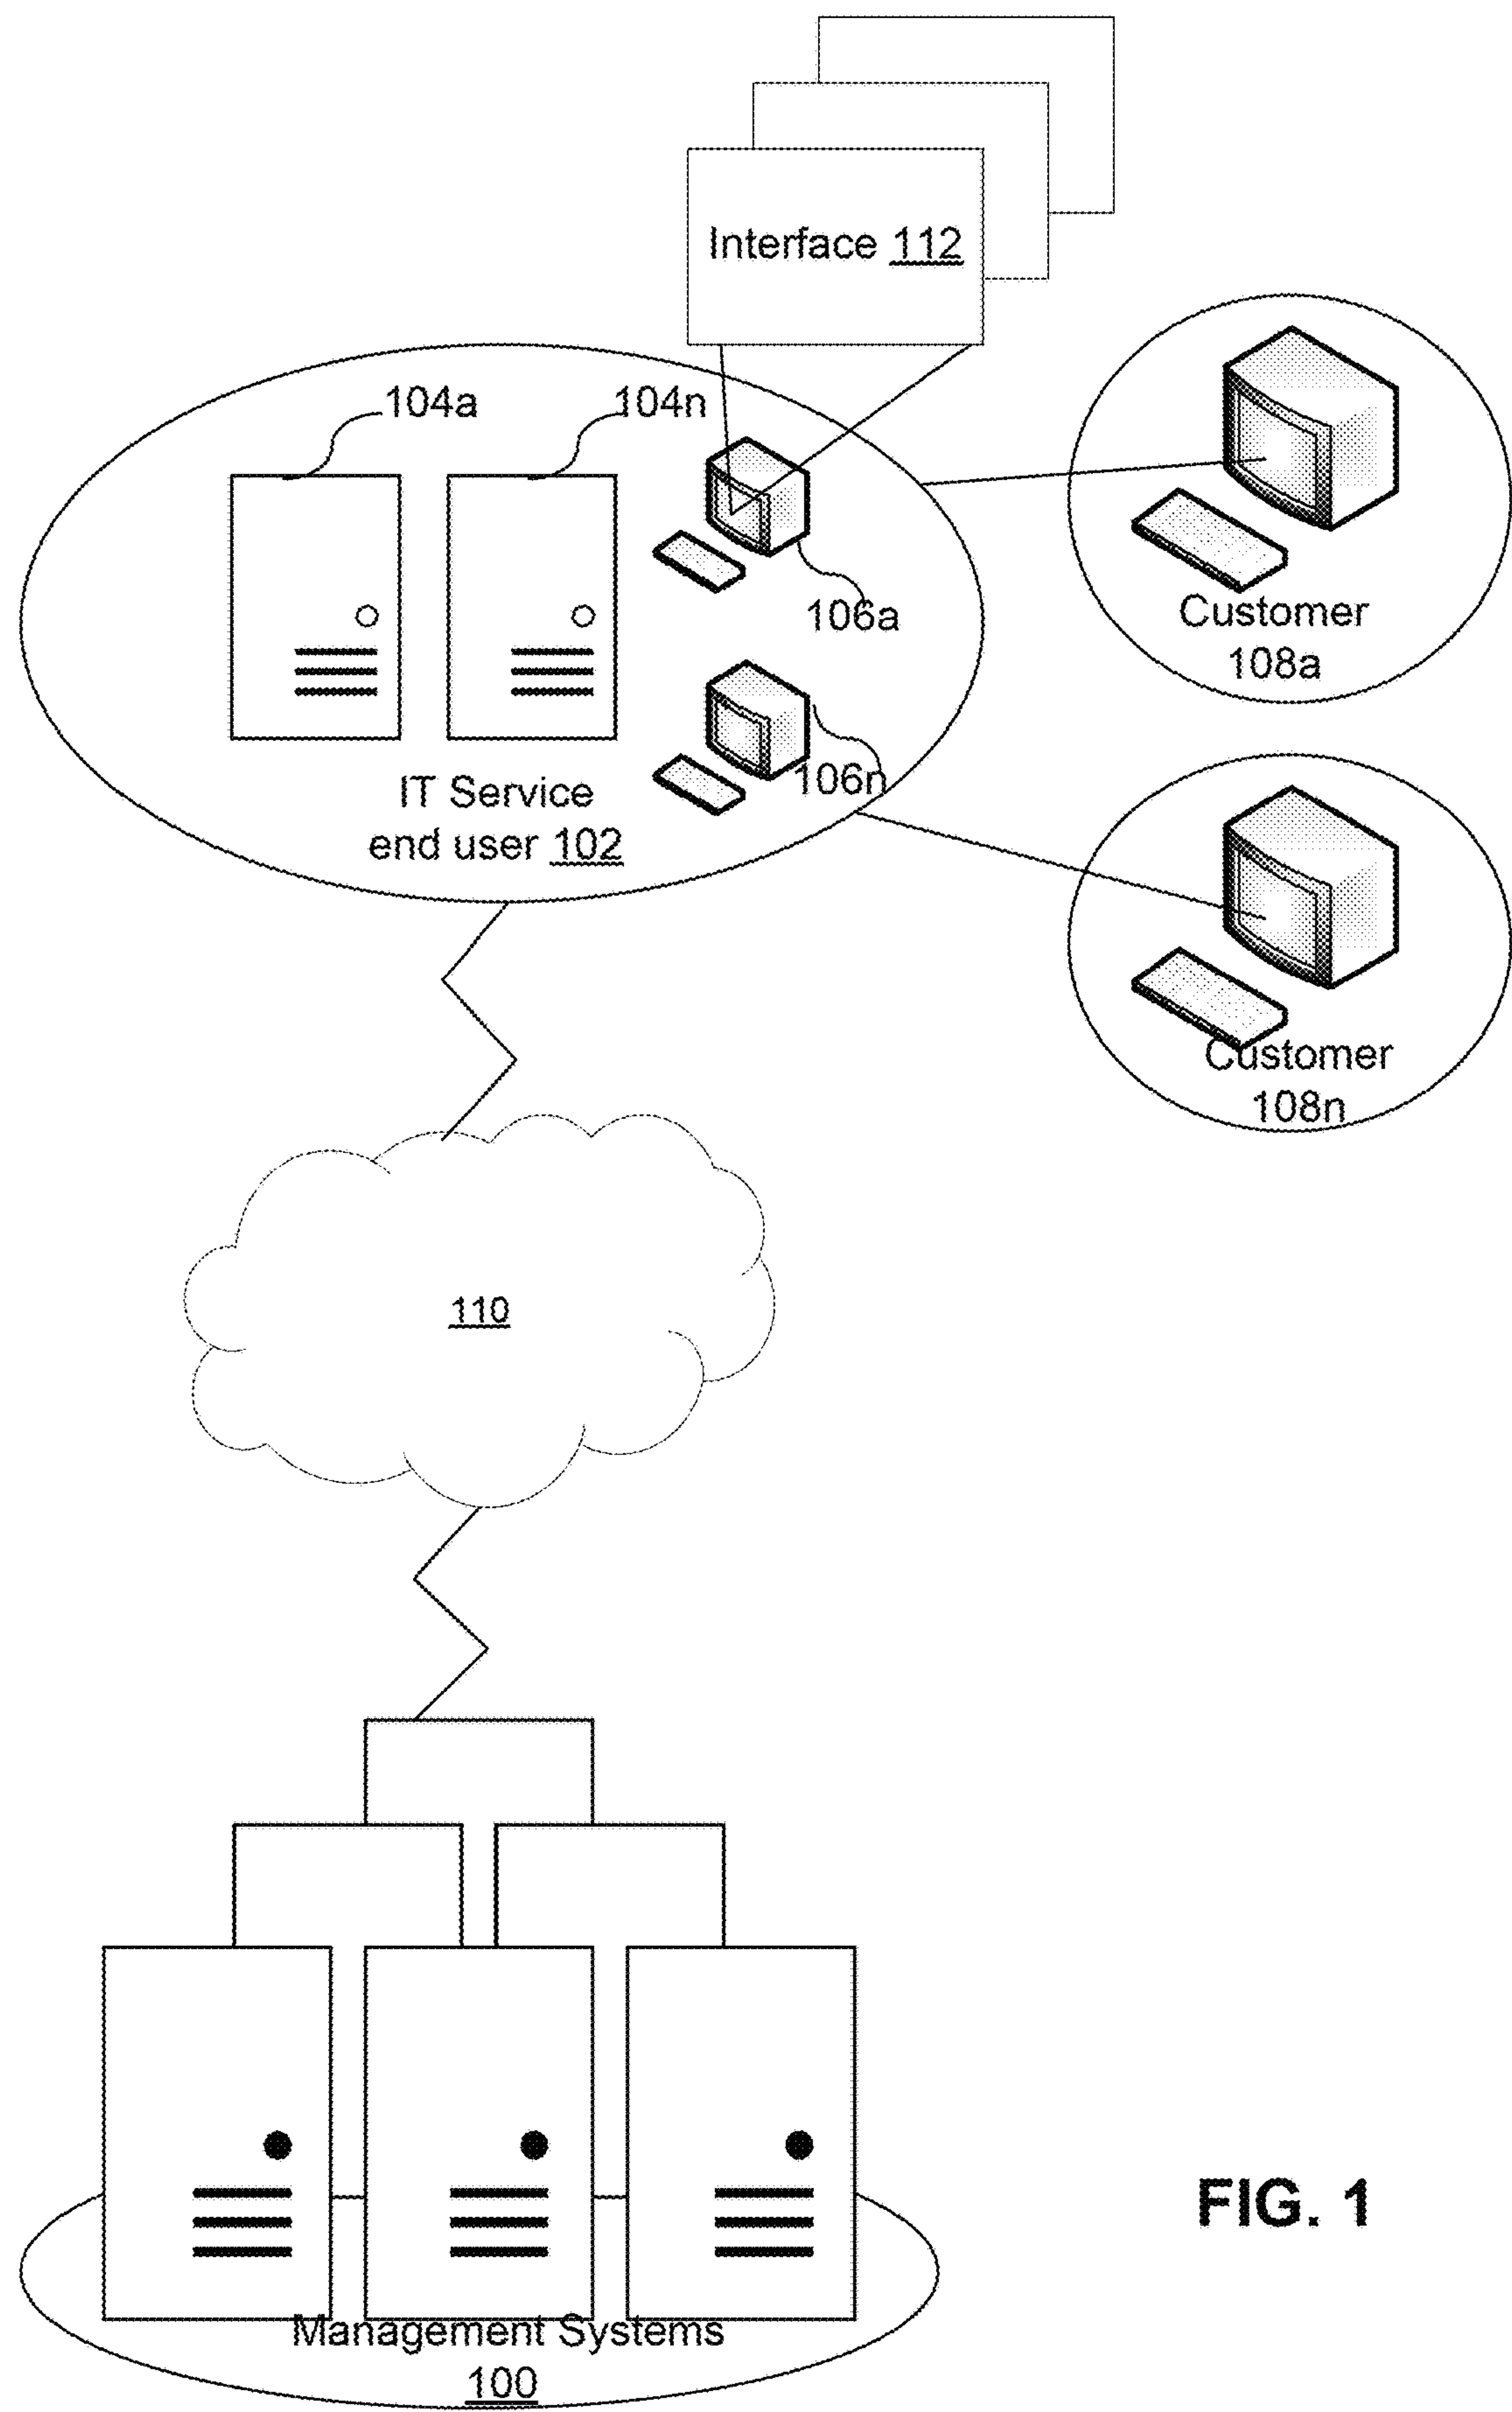 Interface 112
104a
104n
106a
Customer
108a
106n
IT Service
end user 102
Customer
108n
110
FIG. 1
Management Systems
100